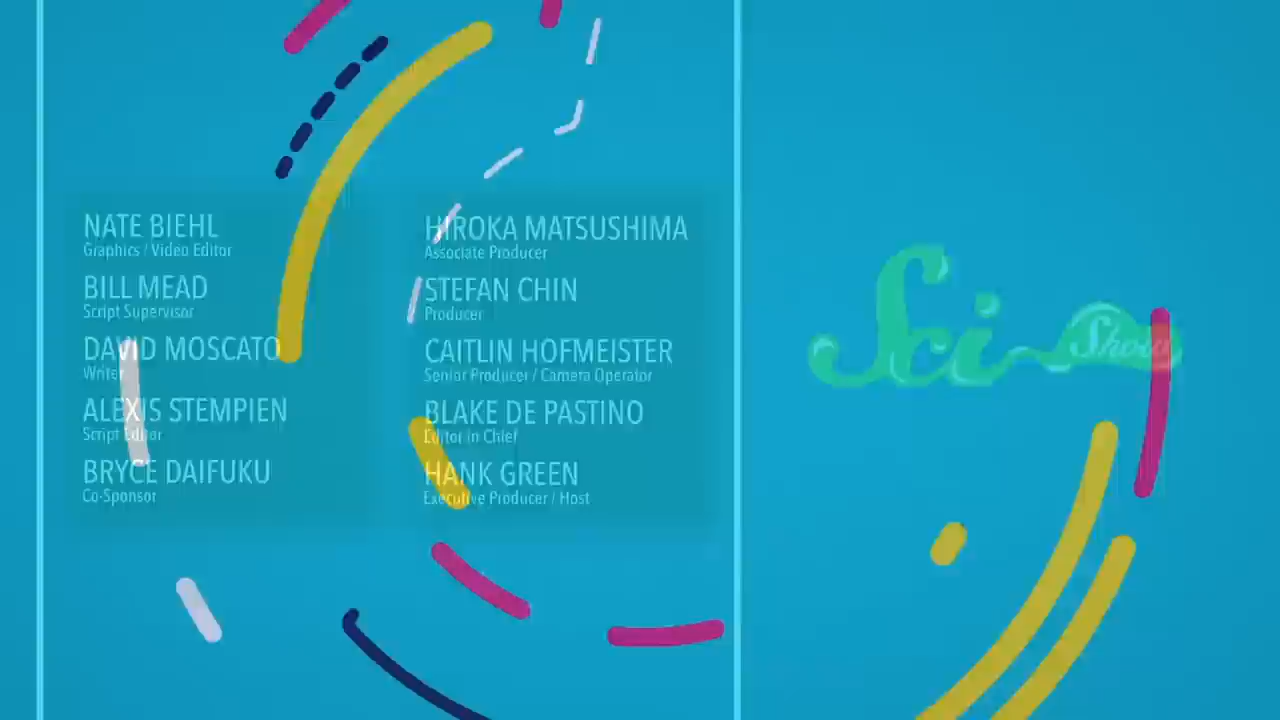 NATE BIEHL
Graphics / Video Editor
BILL MEAD
Script Supervisor
DAVID MOSCATO
Writer
ALEXIS STEMPIEN
Script Editor
BRYCE DAIFUKU
Co-Sponsor
HIROKA MATSUSHIMA
Associate Producer
STEFAN CHIN
Producer
CAITLIN HOFMEISTER
Senior Producer / Camera Operator
BLAKE DE PASTINO
Editor in Chief
HANK GREEN
Executive Producer / Host
Sci Show